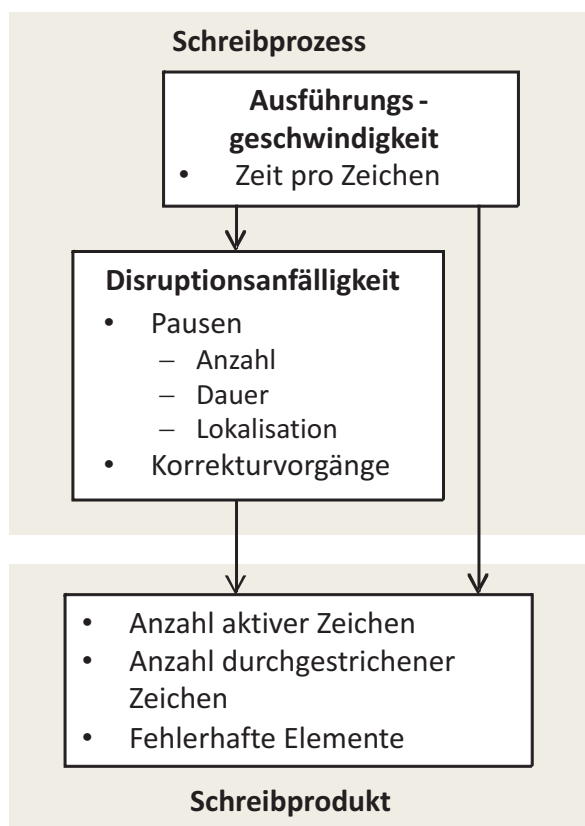 Schreibprozess
Ausführungs-
geschwindigkeit
• Zeit pro Zeichen
Disruptionsanfälligkeit
• Pausen
– Anzahl
– Dauer
– Lokalisation
• Korrekturvorgänge
• Anzahl aktiver Zeichen
• Anzahl durchgestrichener
Zeichen
• Fehlerhafte Elemente
Schreibprodukt